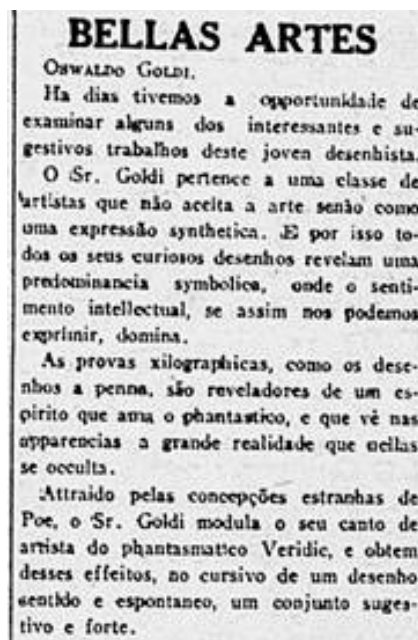 BELLAS ARTES
OSWALDO GOLDI.
Ha dias tivemos a opportunidade de
examinar alguns dos interessantes e su-
gestivos trabalhos deste joven desenhista.
O Sr. Goldi pertence a uma classe de
artistas que não aceita a arte senão como
uma expressão synthetica. E por isso to-
dos os seus curiosos desenhos revelam uma
predominancia symbolica, onde o senti-
mento intellectual, se assim nos podemos
exprimir, domina.
As provas xilographicas, como os dese-
nhos a penna, são reveladores de um es-
pirito que ama o phantastico, e que vê nas
apparencias a grande realidade que nellas
se occulta.
Attraido pelas concepções estranhas de
Poe, o Sr. Goldi modula o seu canto de
artista do phantasmatico Veridic, e obtem
desses effeitos, no cursivo de um desenho
sentido e espontaneo, um conjunto suges-
tivo e forte.